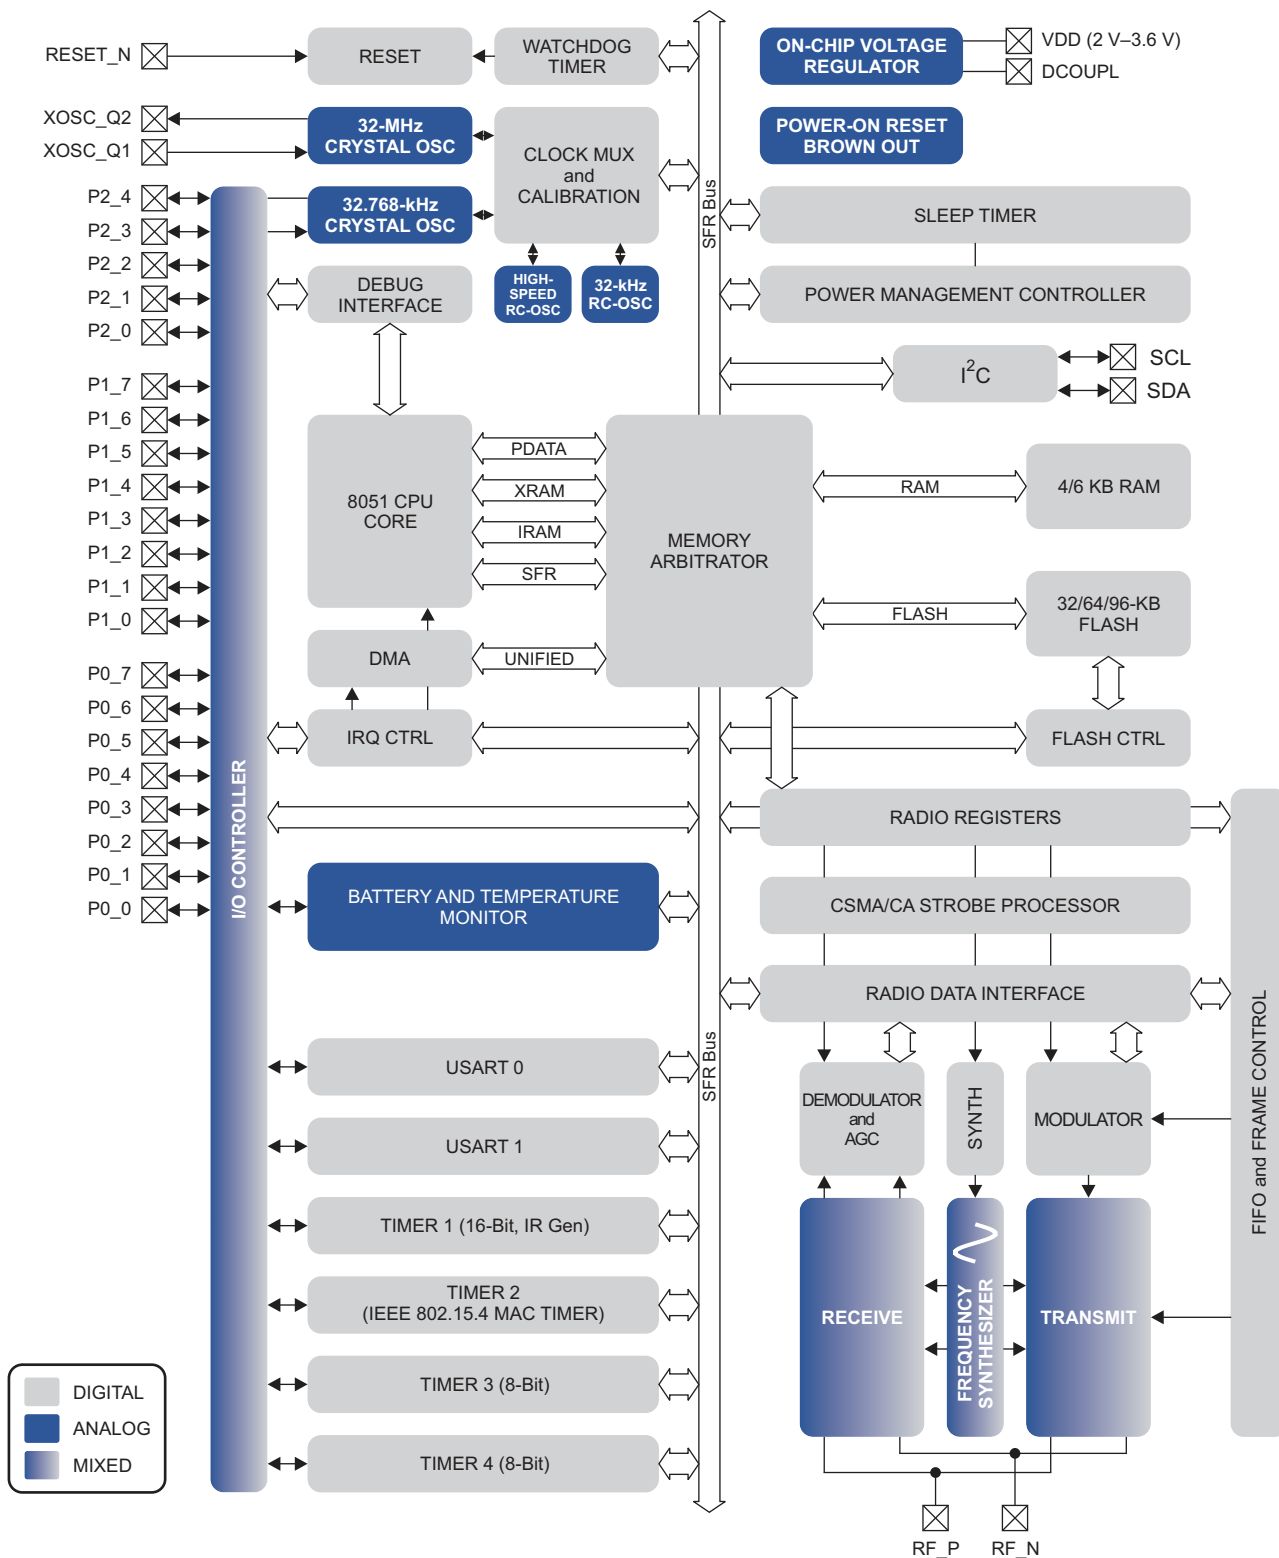 RESET_N
RESET
WATCHDOG
TIMER
ON-CHIP VOLTAGE
REGULATOR
VDD (2 V–3.6 V)
DCOUPL
XOSC_Q2
XOSC_Q1
32-MHz
CRYSTAL OSC
CLOCK MUX
and
CALIBRATION
POWER-ON RESET
BROWN OUT
P2_4
P2_3
P2_2
P2_1
P2_0
32.768-kHz
CRYSTAL OSC
SFR Bus
SLEEP TIMER
DEBUG
INTERFACE
HIGH-
SPEED
RC-OSC
32-kHz
RC-OSC
POWER MANAGEMENT CONTROLLER
I2C
SCL
SDA
P1_7
P1_6
P1_5
P1_4
P1_3
P1_2
P1_1
P1_0
8051 CPU
CORE
PDATA
XRAM
IRAM
SFR
MEMORY
ARBITRATOR
RAM
4/6 KB RAM
FLASH
32/64/96-KB
FLASH
DMA
UNIFIED
P0_7
P0_6
P0_5
P0_4
P0_3
P0_2
P0_1
P0_0
IRQ CTRL
FLASH CTRL
I/O CONTROLLER
RADIO REGISTERS
BATTERY AND TEMPERATURE
MONITOR
CSMA/CA STROBE PROCESSOR
RADIO DATA INTERFACE
FIFO and FRAME CONTROL
SFR Bus
USART 0
USART 1
TIMER 1 (16-Bit, IR Gen)
TIMER 2
(IEEE 802.15.4 MAC TIMER)
TIMER 3 (8-Bit)
TIMER 4 (8-Bit)
DEMODULATOR
and
AGC
SYNTH
MODULATOR
RECEIVE
FREQUENCY
SYNTHESIZER
TRANSMIT
DIGITAL
ANALOG
MIXED
RF_P
RF_N